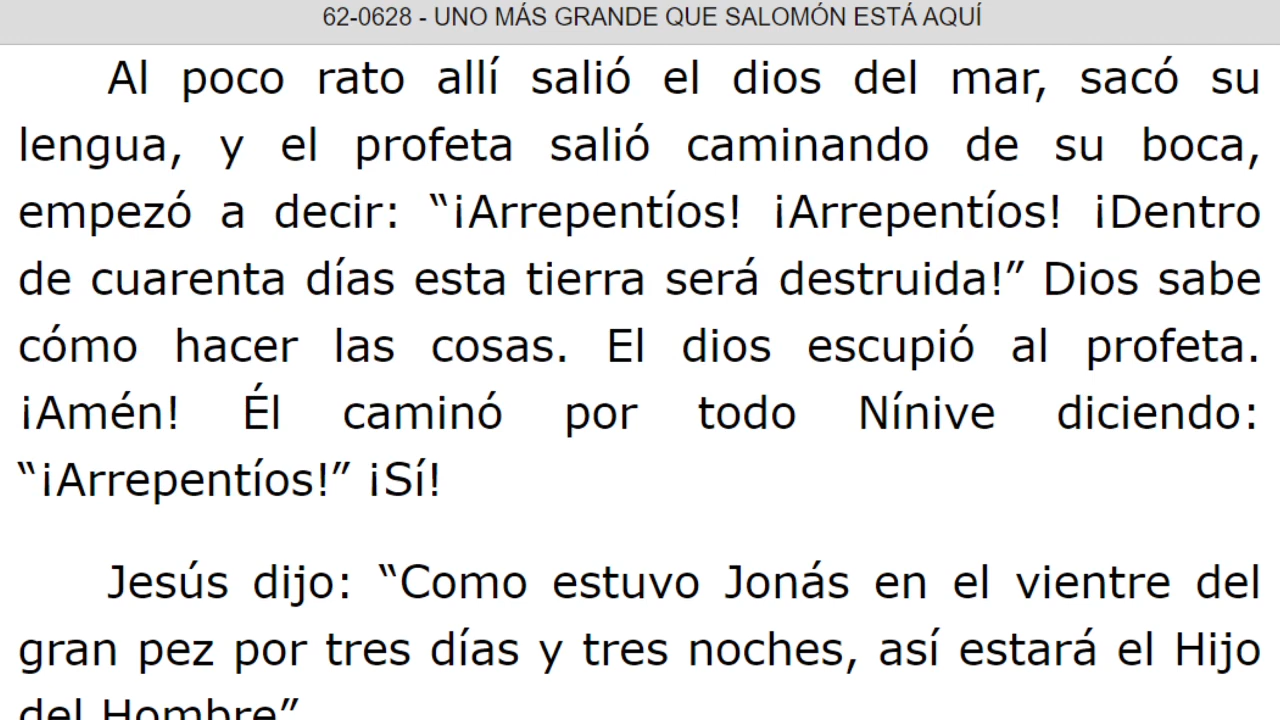 62-0628 - UNO MÁS GRANDE QUE SALOMÓN ESTÁ AQUÍ
Al poco rato allí salió el dios del mar, sacó su
lengua, y el profeta salió caminando de su boca,
empezó a decir: “¡Arrepentíos! ¡Arrepentíos! ¡Dentro
de cuarenta días esta tierra será destruida!” Dios sabe
cómo hacer las cosas. El dios escupió al profeta.
¡Amén! Él caminó por todo Nínive diciendo:
“¡Arrepentíos!” ¡Sí!
Jesús dijo: “Como estuvo Jonás en el vientre del
gran pez por tres días y tres noches, así estará el Hijo
del Hombre”